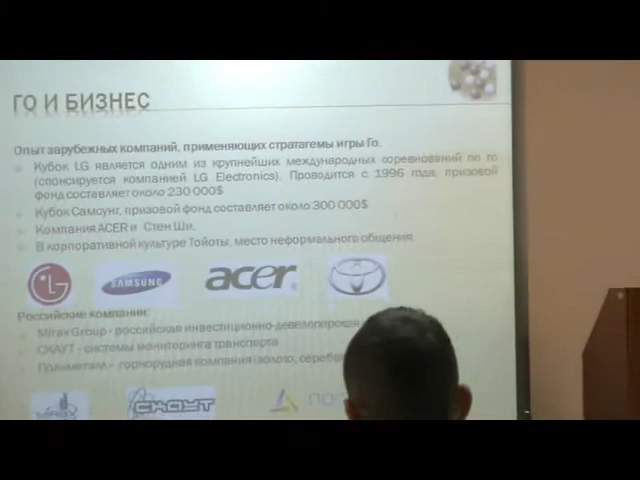 ГО И БИЗНЕС
Опыт зарубежных компаний, применяющих стратагемы игры Го.
Кубок LG является одним из крупнейших международных соревнований по го
(спонсируется компанией LG Electronics). Проводится с 1996 года, призовой
фонд составляет около 230 000$
Кубок Самсунг, призовой фонд составляет около 300 000$
Компания ACER и Стен Ши.
В корпоративной культуре Тойоты, место неформального общения
LG SAMSUNG acer TOYOTA
Российские компании:
Mirax Group - российская инвестиционно-девелоперская
СКАУТ - системы мониторинга транспорта
Полиметалл – горнорудная компания (золото, серебро
MIRAX СКАУТ